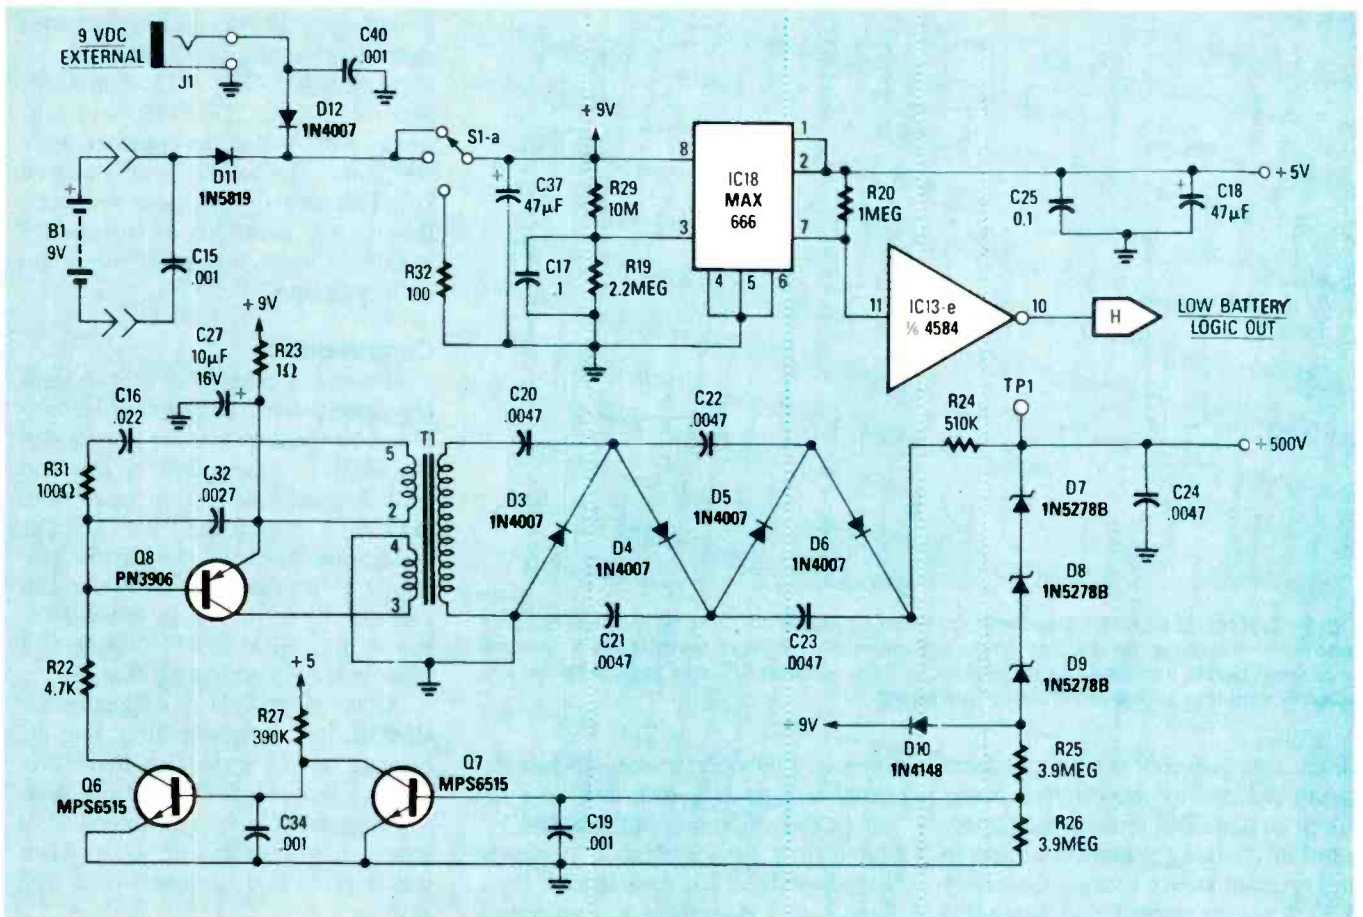 9 VDC
EXTERNAL
J1
C40
.001
D12
1N4007
S1-a
+9V
D11
1N5819
+
B1
9V
C15
.001
R32
100
+
C37
47µF
R29
10M
C17
.1
R19
2.2MEG
8
3
IC18
MAX
666
1
2
7
4
5
6
R20
1MEG
C25
0.1
+
C18
47µF
+5V
11
IC13-e
⅙ 4584
10
H
LOW BATTERY
LOGIC OUT
+9V
C27
10µF
16V
+
R23
1Ω
C16
.022
R31
100Ω
C32
.0027
Q8
PN3906
R22
4.7K
5
2
4
3
T1
C20
.0047
C22
.0047
D3
1N4007
D4
1N4007
D5
1N4007
D6
1N4007
C21
.0047
C23
.0047
R24
510K
TP1
+500V
D7
1N5278B
C24
.0047
D8
1N5278B
D9
1N5278B
+9V
D10
1N4148
R25
3.9MEG
R26
3.9MEG
+5
R27
390K
Q6
MPS6515
C34
.001
Q7
MPS6515
C19
.001